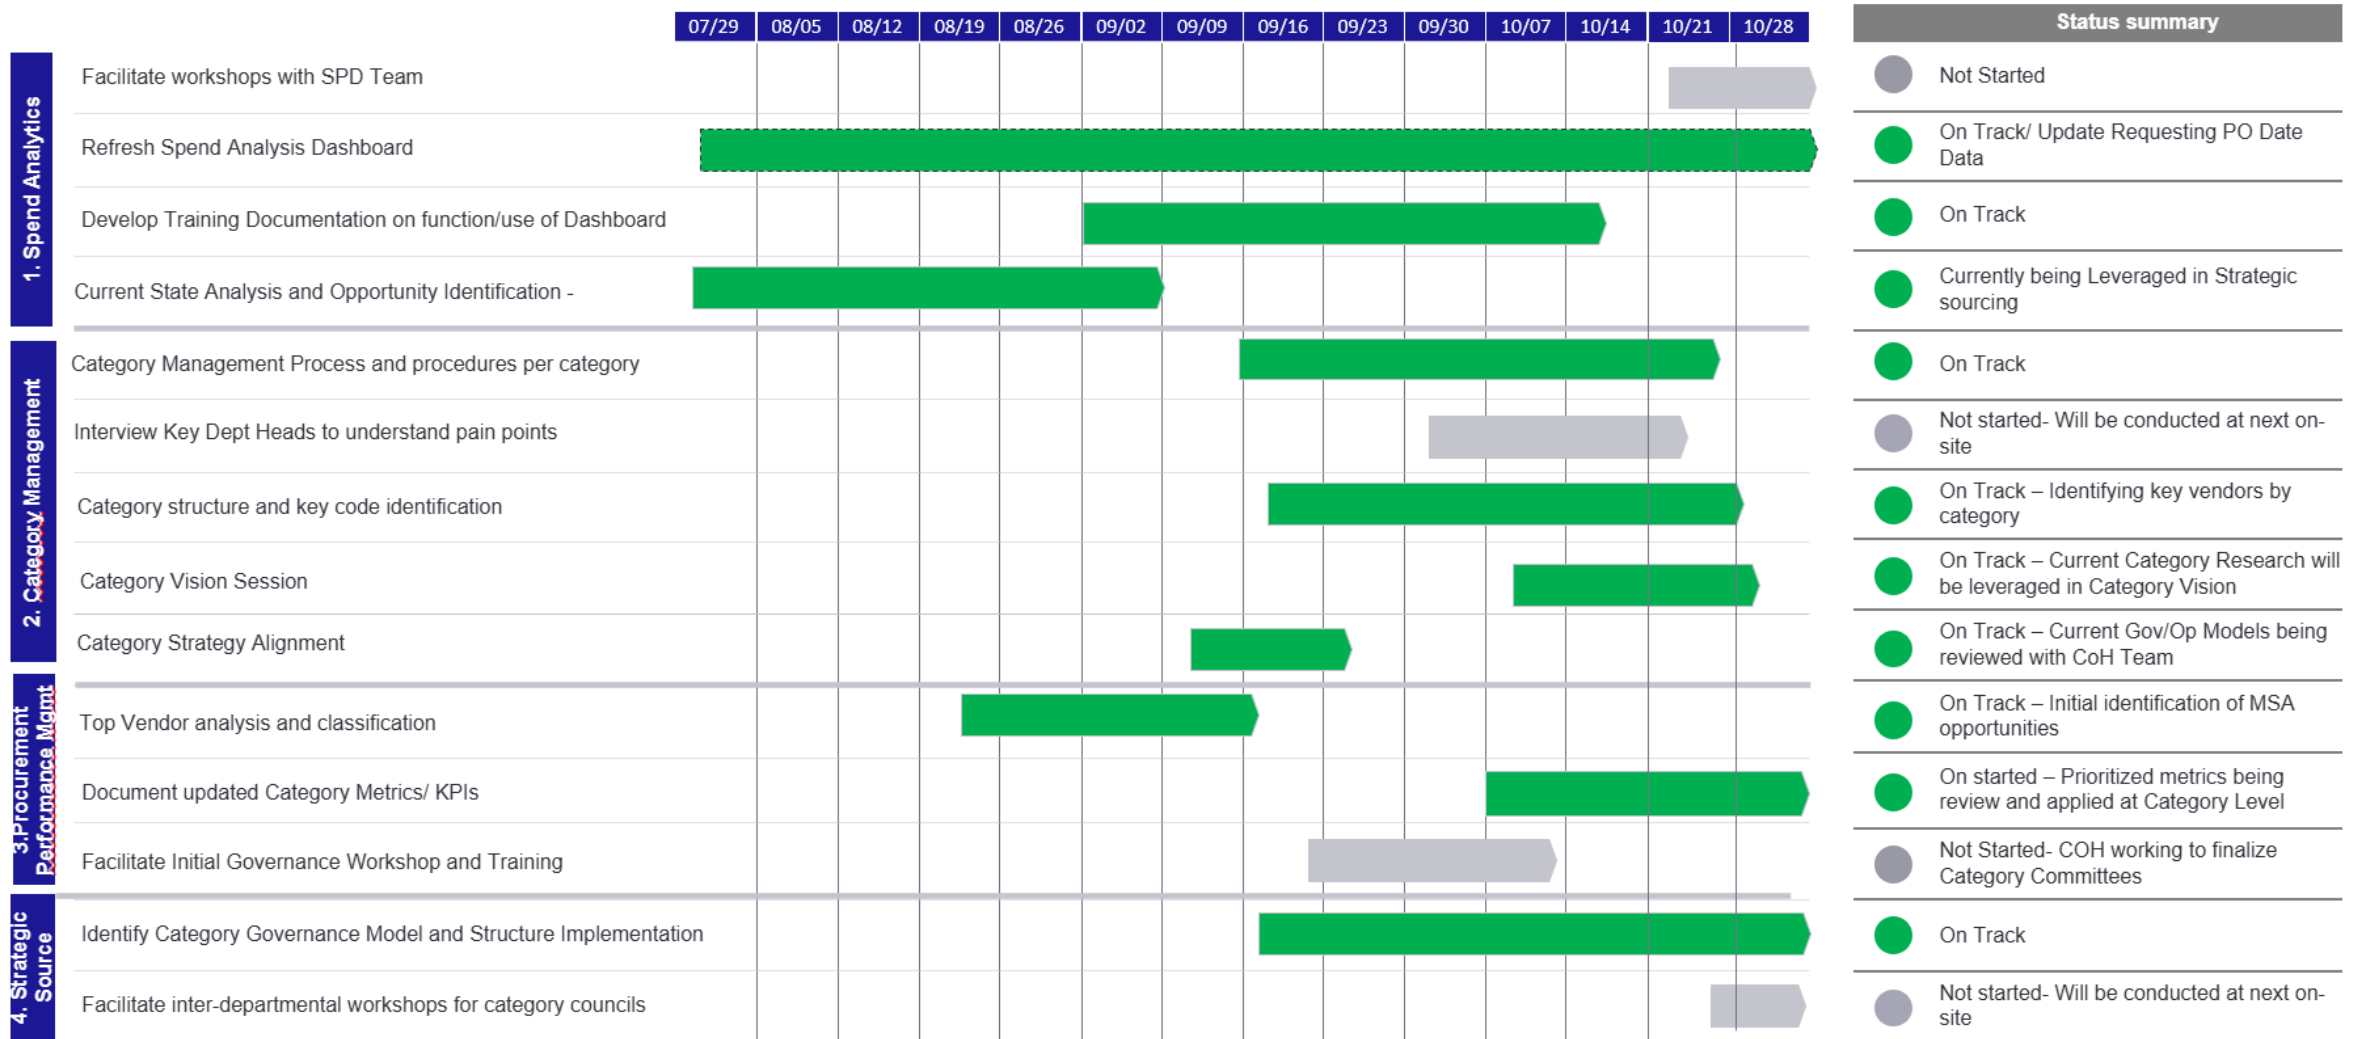 07/29 08/05 08/12 08/19 08/26 09/02 09/09 09/16 09/23 09/30 10/07 10/14 10/21 10/28
Status summary
1. Spend Analytics
Facilitate workshops with SPD Team
Not Started
Refresh Spend Analysis Dashboard
On Track/ Update Requesting PO Date
Data
Develop Training Documentation on function/use of Dashboard
On Track
Current State Analysis and Opportunity Identification -
Currently being Leveraged in Strategic
sourcing
2. Category Management
Category Management Process and procedures per category
On Track
Interview Key Dept Heads to understand pain points
Not started- Will be conducted at next on-
site
Category structure and key code identification
On Track – Identifying key vendors by
category
Category Vision Session
On Track – Current Category Research will
be leveraged in Category Vision
Category Strategy Alignment
On Track – Current Gov/Op Models being
reviewed with CoH Team
3.Procurement
Performance Mgmt
Top Vendor analysis and classification
On Track – Initial identification of MSA
opportunities
Document updated Category Metrics/ KPIs
On started – Prioritized metrics being
review and applied at Category Level
Facilitate Initial Governance Workshop and Training
Not Started- COH working to finalize
Category Committees
4. Strategic
Source
Identify Category Governance Model and Structure Implementation
On Track
Facilitate inter-departmental workshops for category councils
Not started- Will be conducted at next on-
site